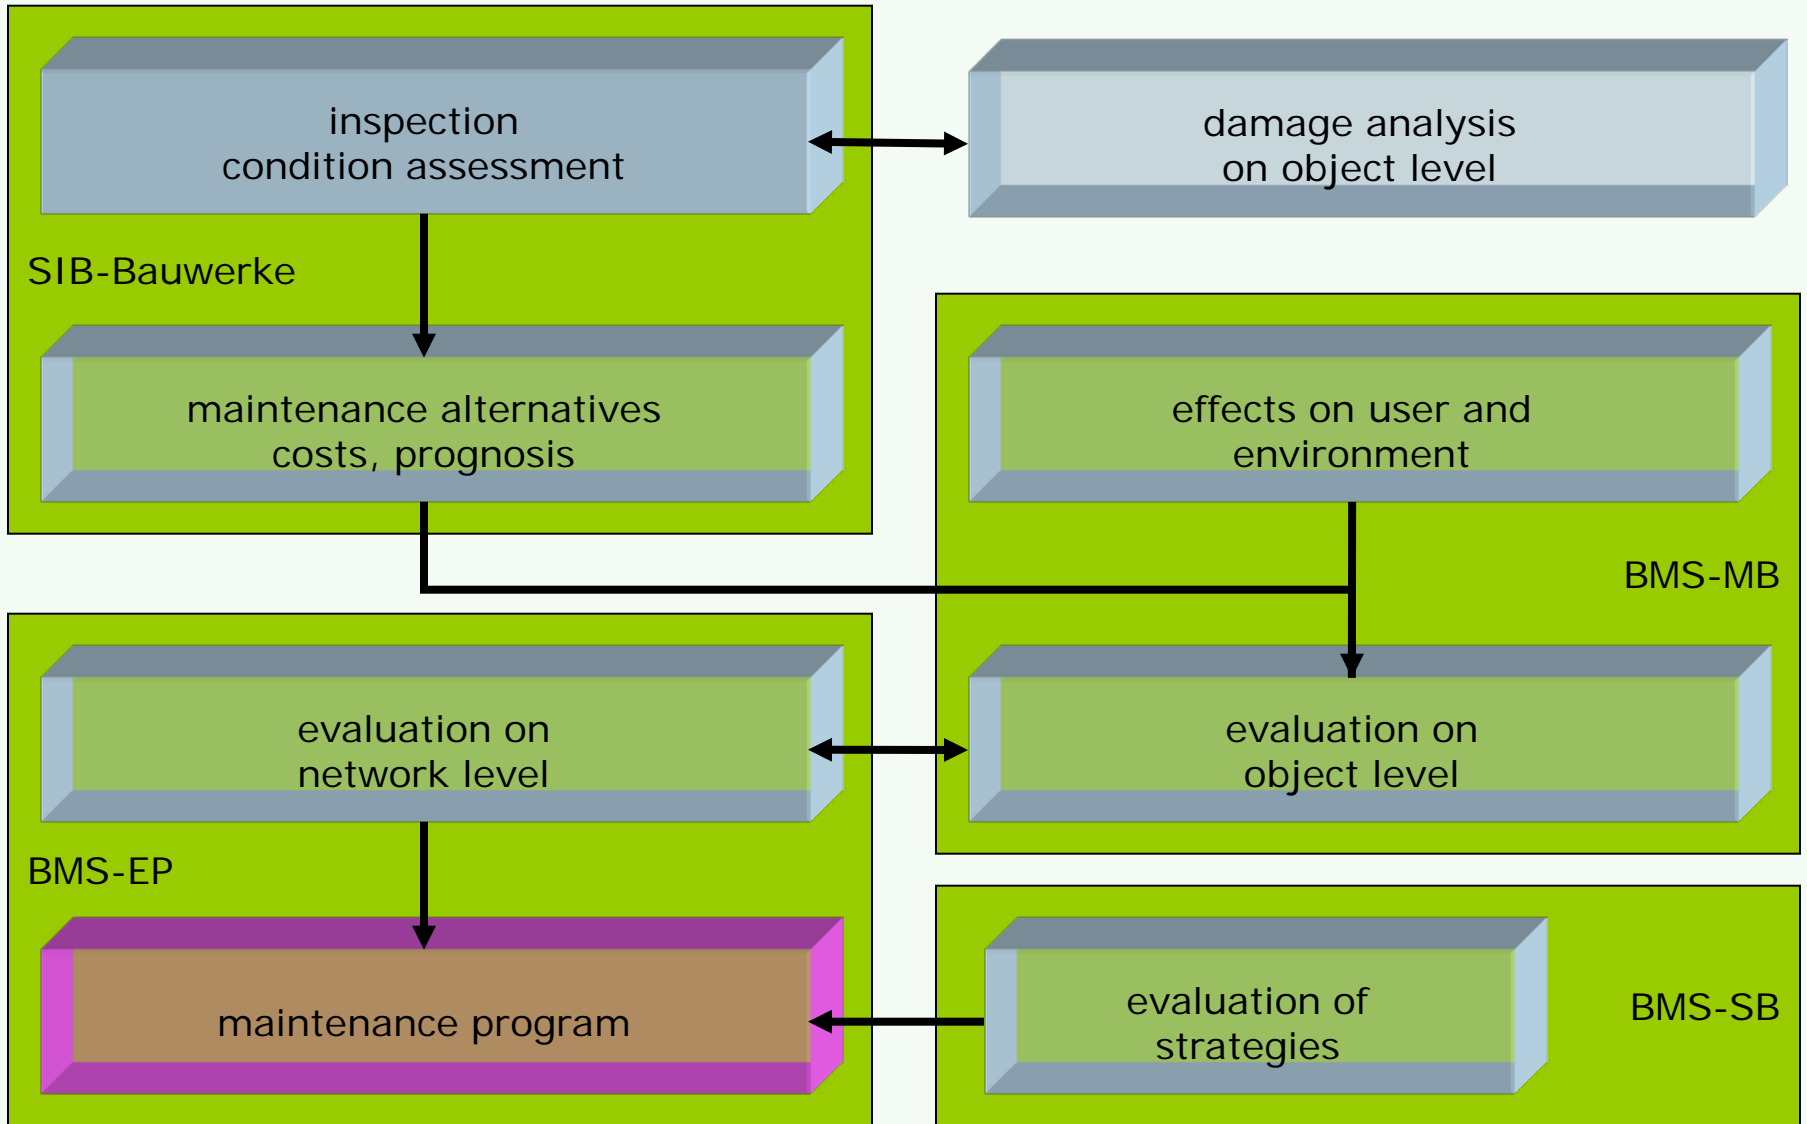 inspection
condition assessment
damage analysis
on object level
SIB-Bauwerke
maintenance alternatives
costs, prognosis
effects on user and
environment
BMS-MB
evaluation on
network level
evaluation on
object level
BMS-EP
maintenance program
evaluation of
strategies
BMS-SB